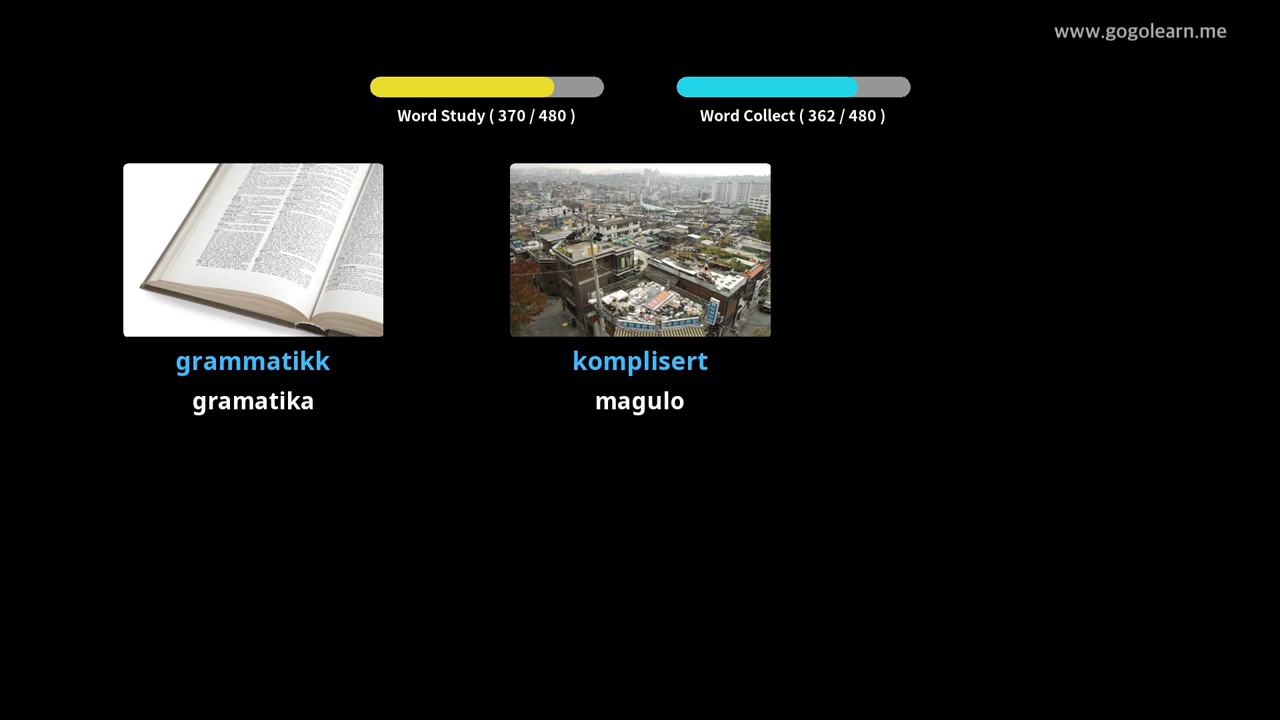 www.gogolearn.me
Word Study ( 370 / 480 )
Word Collect ( 362 / 480 )
grammatikk
komplisert
gramatika
magulo